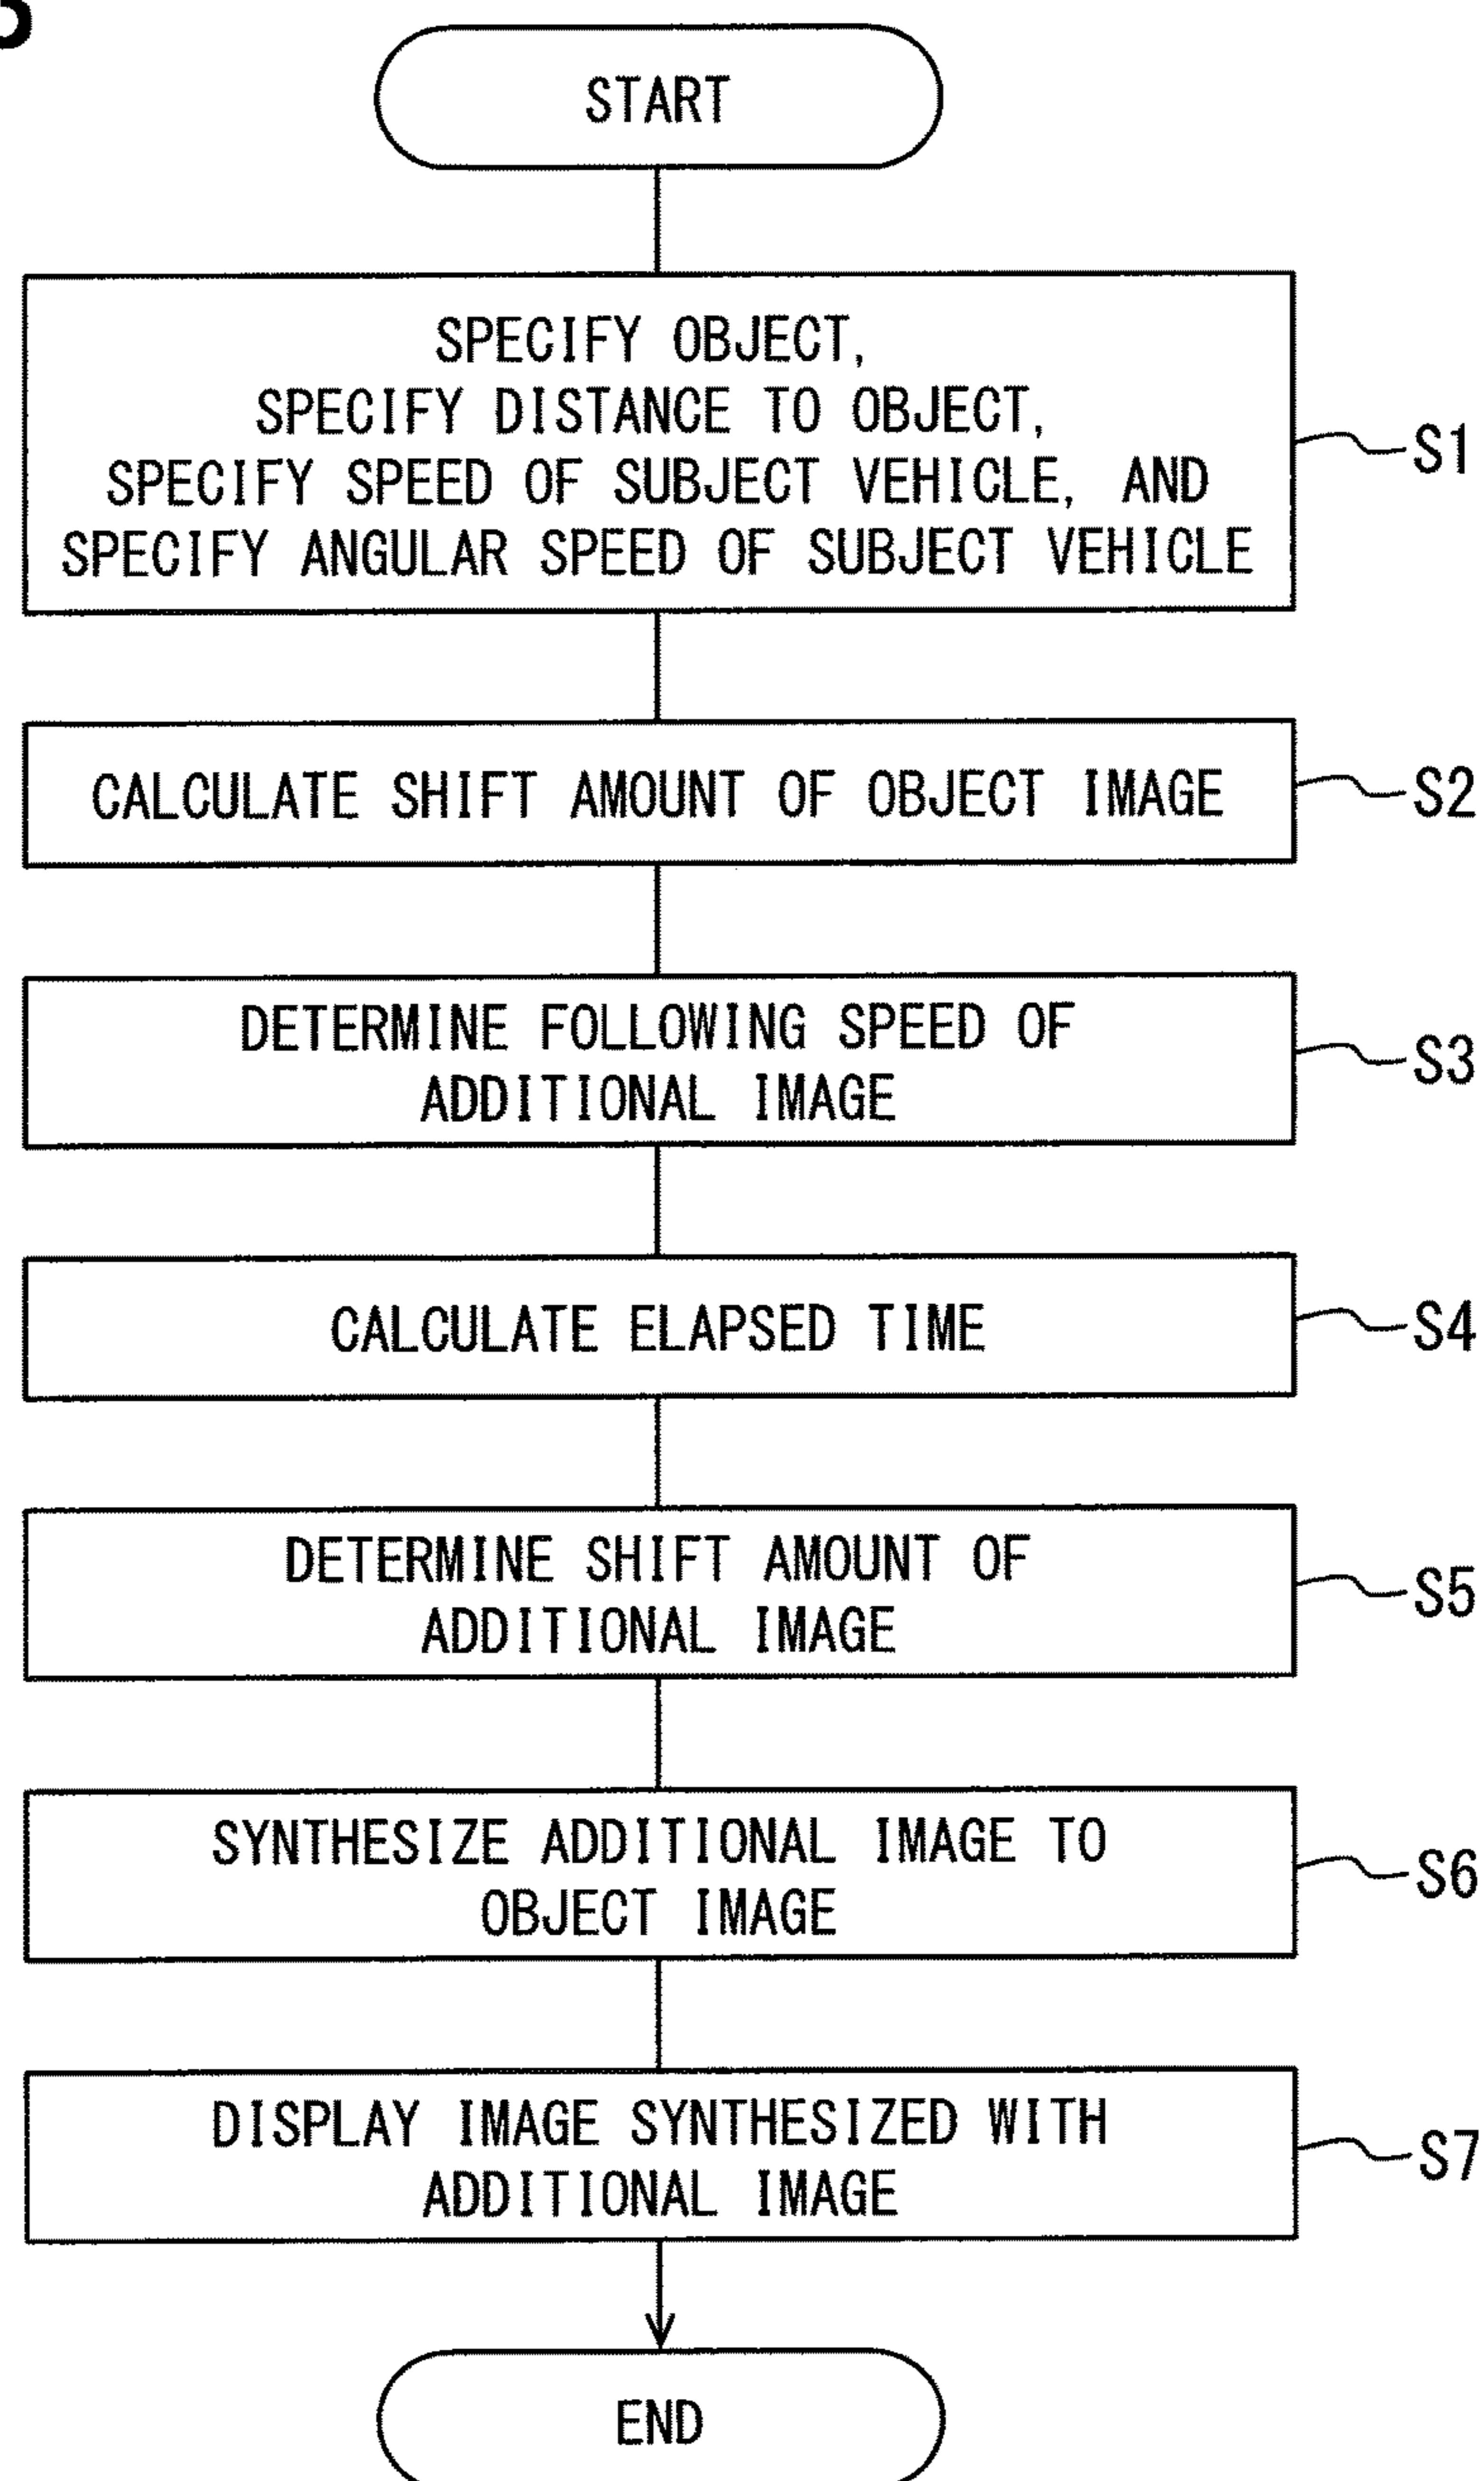 START
SPECIFY OBJECT,
SPECIFY DISTANCE TO OBJECT,
SPECIFY SPEED OF SUBJECT VEHICLE, AND
SPECIFY ANGULAR SPEED OF SUBJECT VEHICLE
S1
CALCULATE SHIFT AMOUNT OF OBJECT IMAGE
S2
DETERMINE FOLLOWING SPEED OF
ADDITIONAL IMAGE
S3
CALCULATE ELAPSED TIME
S4
DETERMINE SHIFT AMOUNT OF
ADDITIONAL IMAGE
S5
SYNTHESIZE ADDITIONAL IMAGE TO
OBJECT IMAGE
S6
DISPLAY IMAGE SYNTHESIZED WITH
ADDITIONAL IMAGE
S7
END